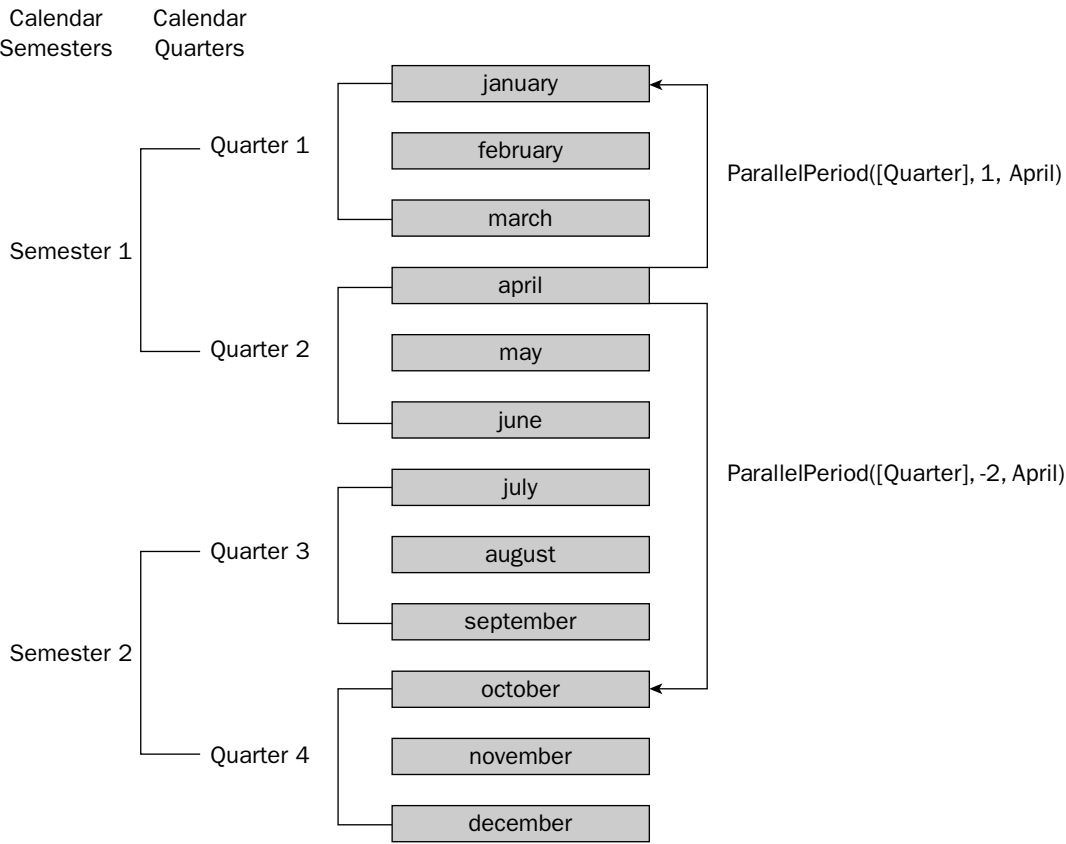 Calendar
Semesters
Calendar
Quarters
january
Quarter 1
february
ParallelPeriod([Quarter], 1, April)
march
Semester 1
april
Quarter 2
may
june
ParallelPeriod([Quarter], -2, April)
july
Quarter 3
august
september
Semester 2
october
Quarter 4
november
december